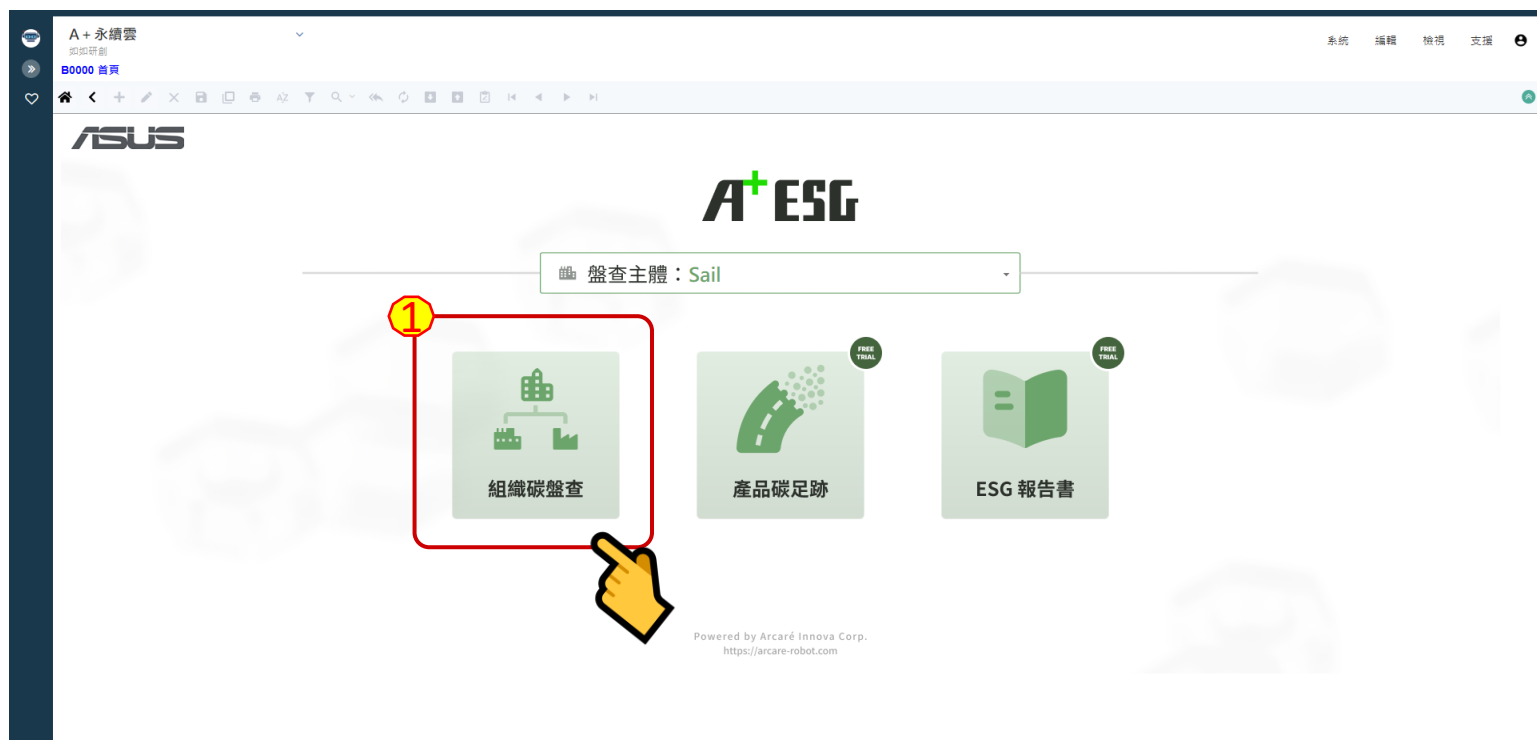 A + 永續雲
如如研創
系統 編輯 檢視 支援
B0000 首頁
ASUS
A+ ESG
盤查主體：Sail
1
FREE TRIAL
FREE TRIAL
組織碳盤查
產品碳足跡
ESG 報告書
Powered by Arcaré Innova Corp.
https://arcare-robot.com